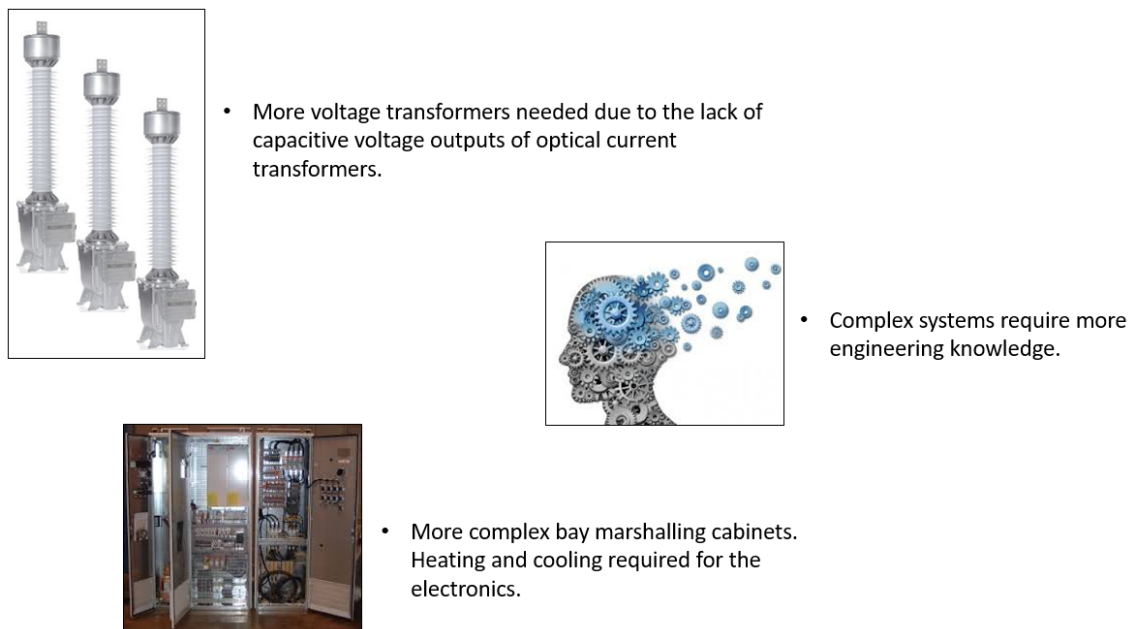 • More voltage transformers needed due to the lack of
capacitive voltage outputs of optical current
transformers.
• Complex systems require more
engineering knowledge.
• More complex bay marshalling cabinets.
Heating and cooling required for the
electronics.